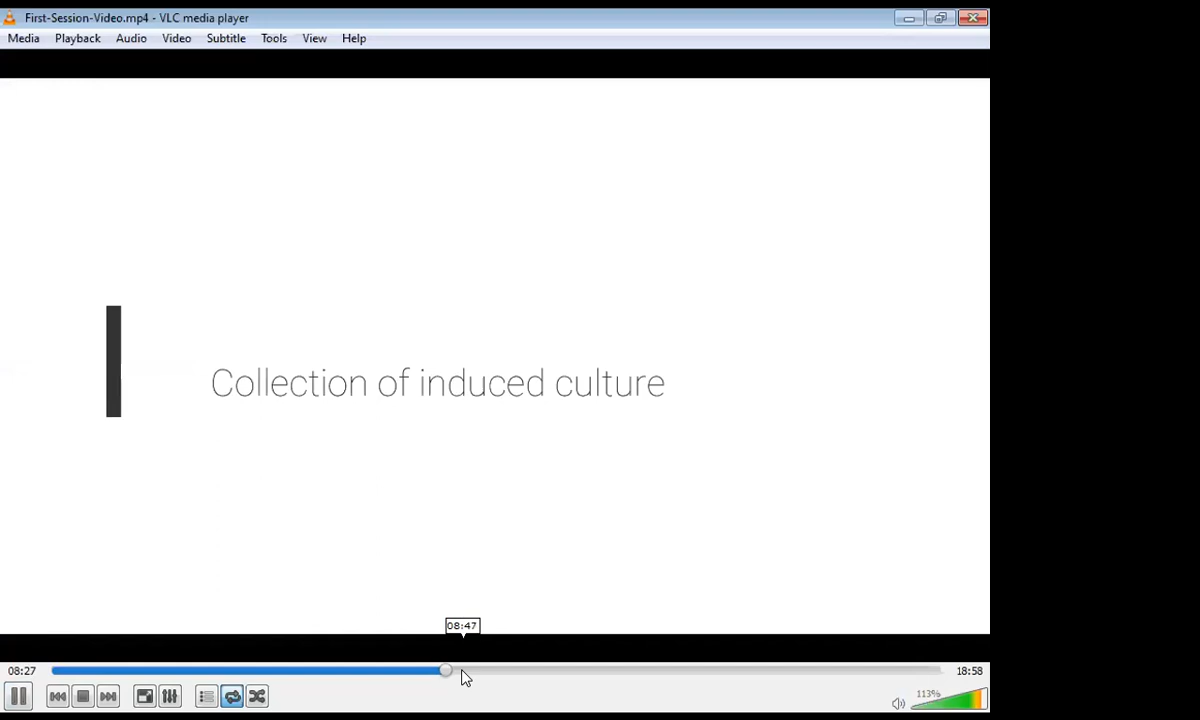 First-Session-Video.mp4 - VLC media player
Media Playback Audio Video Subtitle Tools View Help
Collection of induced culture
08:47
08:27 18:58
113%